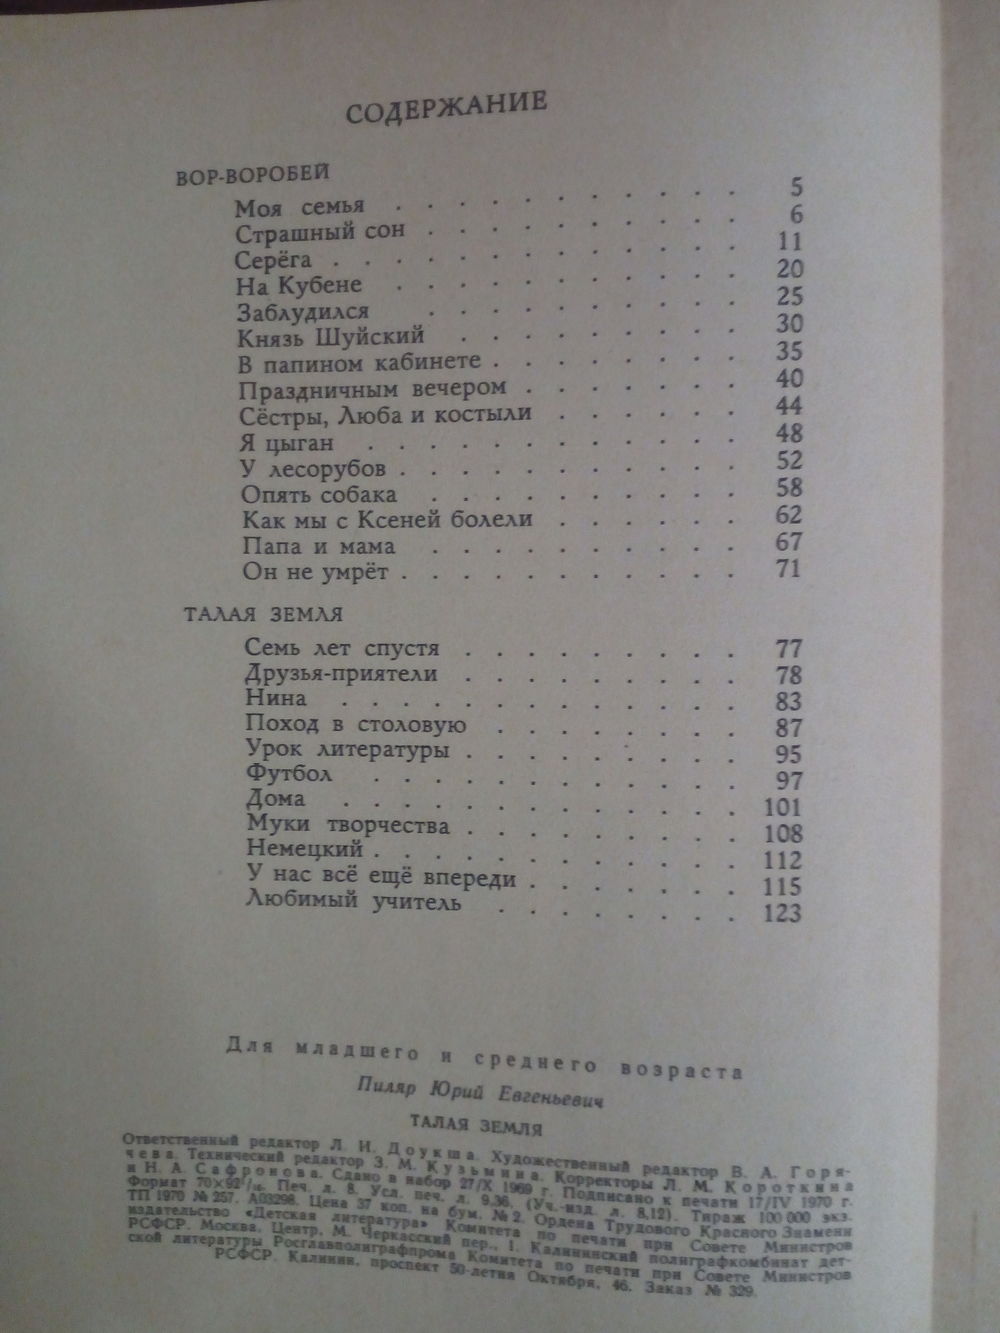 СОДЕРЖАНИЕ
ВОР-ВОРОБЕЙ
Моя семья . . . . . . . . . . . 5
Страшный сон . . . . . . . . . . 6
Серёга . . . . . . . . . . . . . 11
На Кубене . . . . . . . . . . . 20
Заблудился . . . . . . . . . . 25
Князь Шуйский . . . . . . . . . 30
В папином кабинете . . . . . . . . 35
Праздничным вечером . . . . . . . 40
Сёстры, Люба и костыли . . . . . . 44
Я цыган . . . . . . . . . . . . 48
У лесорубов . . . . . . . . . . . 52
Опять собака . . . . . . . . . . 58
Как мы с Ксеней болели . . . . . . 62
Папа и мама . . . . . . . . . . 67
Он не умрёт . . . . . . . . . . . 71
ТАЛАЯ ЗЕМЛЯ
Семь лет спустя . . . . . . . . . 77
Друзья-приятели . . . . . . . . . 78
Нина . . . . . . . . . . . . . 83
Поход в столовую . . . . . . . . 87
Урок литературы . . . . . . . . . 95
Футбол . . . . . . . . . . . . 97
Дома . . . . . . . . . . . . . 101
Муки творчества . . . . . . . . . 108
Немецкий . . . . . . . . . . . . 112
У нас всё ещё впереди . . . . . . . 115
Любимый учитель . . . . . . . . 123
Для младшего и среднего возраста
Пиляр Юрий Евгеньевич
ТАЛАЯ ЗЕМЛЯ
Ответственный редактор Л. И. Доукша. Художественный редактор В. А. Горя-
чева. Технический редактор З. М. Кузьмина. Корректоры Л. М. Короткина
и Н. А. Сафронова. Сдано в набор 27/X 1969 г. Подписано к печати 17/IV 1970 г.
Формат 70×92¹/₁₆. Печ. л. 8. Усл. печ. л. 9,36. (Уч.-изд. л. 8,12). Тираж 100 000 экз.
ТП 1970 № 257. А03298. Цена 37 коп. на бум. № 2. Ордена Трудового Красного Знамени
издательство «Детская литература» Комитета по печати при Совете Министров
РСФСР. Москва, Центр, М. Черкасский пер., 1. Калининский полиграфкомбинат дет-
ской литературы Росглавполиграфпрома Комитета по печати при Совете Министров
РСФСР. Калинин, проспект 50-летия Октября, 46. Заказ № 329.